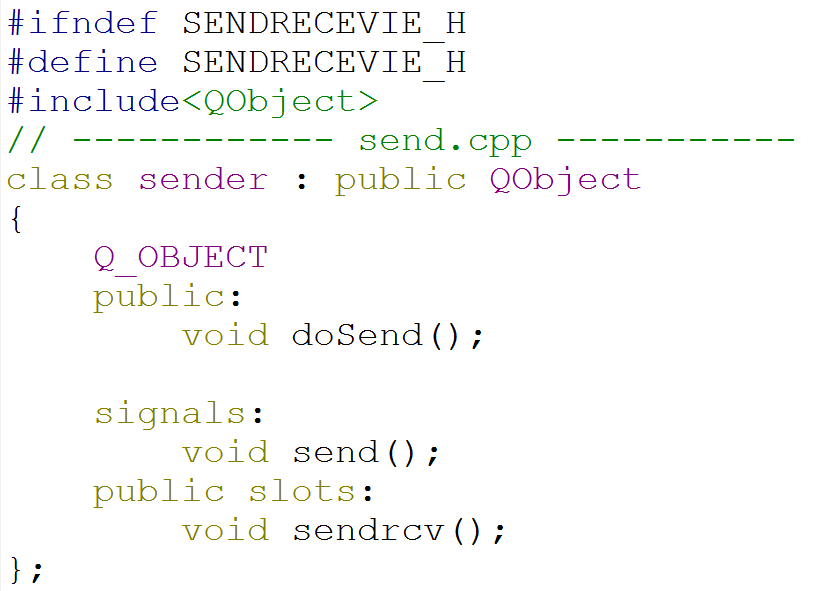 #ifndef SENDRECEVIE_H
#define SENDRECEVIE_H
#include<QObject>
// ------------ send.cpp -----------
class sender : public QObject
{
    Q_OBJECT
    public:
        void doSend();

    signals:
        void send();
    public slots:
        void sendrcv();
};